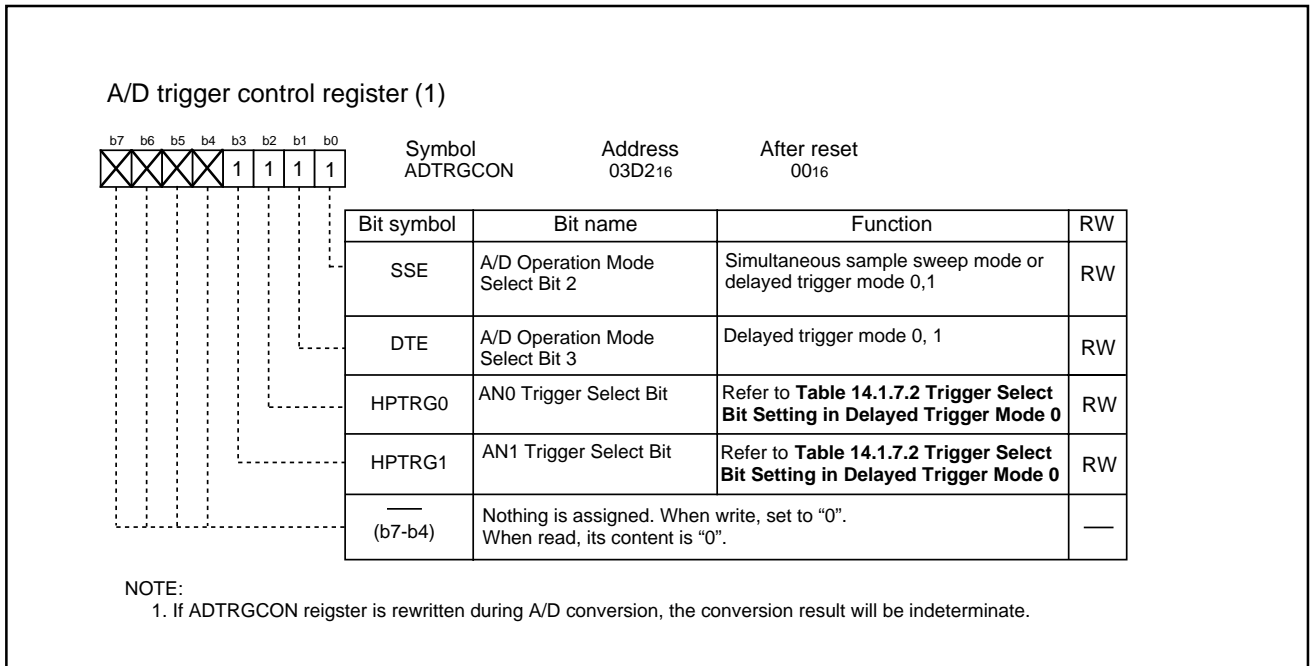 A/D trigger control register (1)
b7 b6 b5 b4 b3 b2 b1 b0
1 1 1 1
Symbol Address After reset
ADTRGCON 03D216 0016
Bit symbol Bit name Function RW
SSE A/D Operation Mode Select Bit 2 Simultaneous sample sweep mode or delayed trigger mode 0,1 RW
DTE A/D Operation Mode Select Bit 3 Delayed trigger mode 0, 1 RW
HPTRG0 AN0 Trigger Select Bit Refer to Table 14.1.7.2 Trigger Select Bit Setting in Delayed Trigger Mode 0 RW
HPTRG1 AN1 Trigger Select Bit Refer to Table 14.1.7.2 Trigger Select Bit Setting in Delayed Trigger Mode 0 RW
(b7-b4) Nothing is assigned. When write, set to “0”.
When read, its content is “0”.
NOTE:
1. If ADTRGCON reigster is rewritten during A/D conversion, the conversion result will be indeterminate.